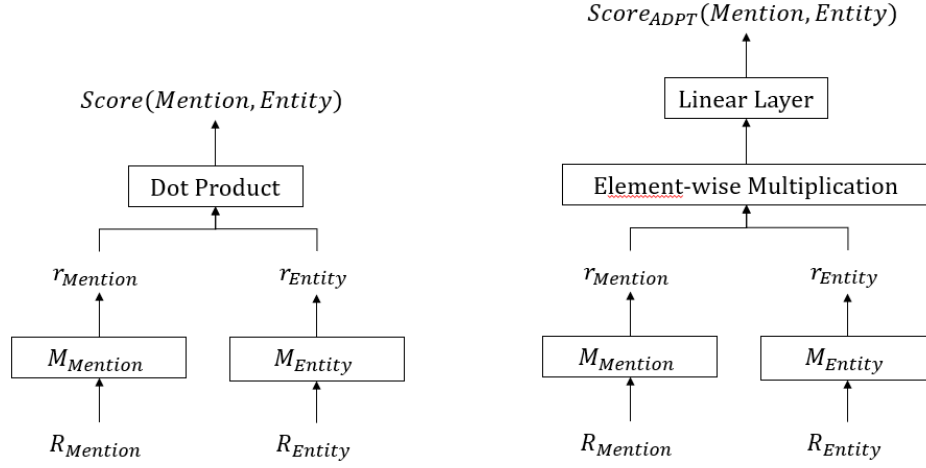 Score(Mention, Entity)
Dot Product
r_Mention r_Entity
M_Mention M_Entity
R_Mention R_Entity
Score_ADPT(Mention, Entity)
Linear Layer
Element-wise Multiplication
r_Mention r_Entity
M_Mention M_Entity
R_Mention R_Entity